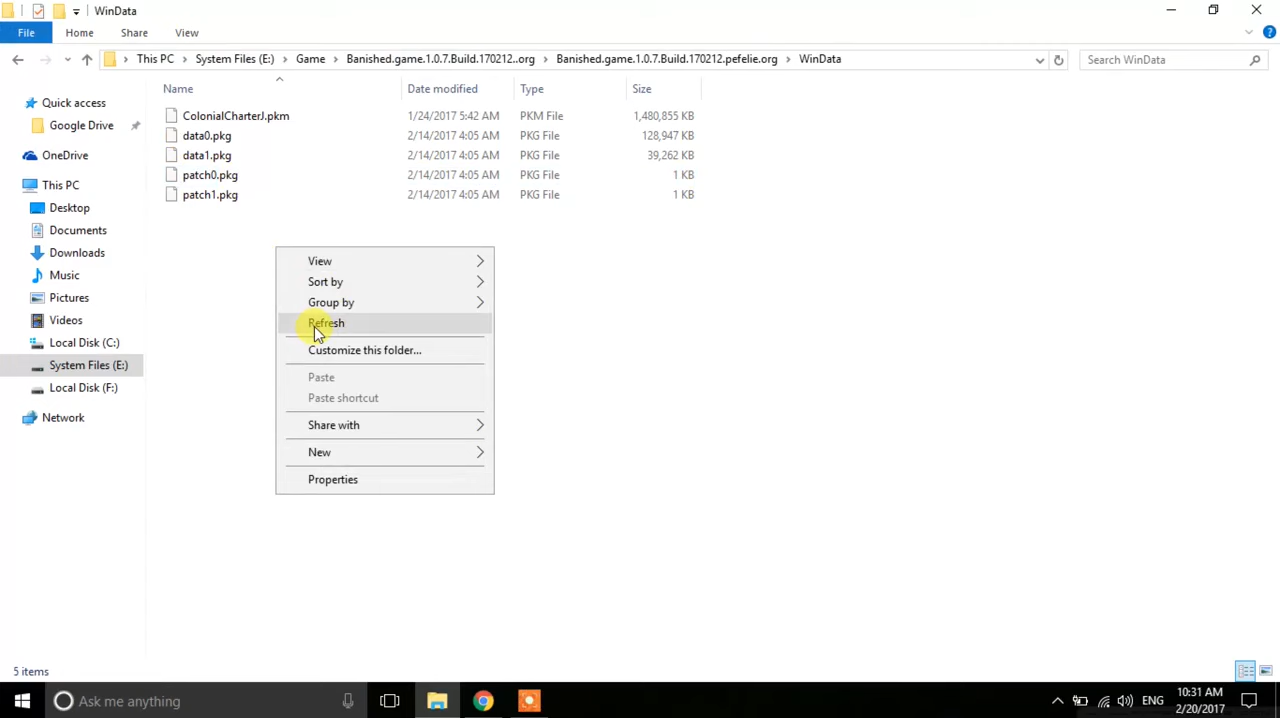 WinData
File Home Share View
This PC System Files (E:) Game Banished.game.1.0.7.Build.170212..org Banished.game.1.0.7.Build.170212.pefelie.org WinData
Search WinData
Name Date modified Type Size
Quick access
Google Drive
OneDrive
This PC
Desktop
Documents
Downloads
Music
Pictures
Videos
Local Disk (C:)
System Files (E:)
Local Disk (F:)
Network
ColonialCharterJ.pkm 1/24/2017 5:42 AM PKM File 1,480,855 KB
data0.pkg 2/14/2017 4:05 AM PKG File 128,947 KB
data1.pkg 2/14/2017 4:05 AM PKG File 39,262 KB
patch0.pkg 2/14/2017 4:05 AM PKG File 1 KB
patch1.pkg 2/14/2017 4:05 AM PKG File 1 KB
View
Sort by
Group by
Refresh
Customize this folder...
Paste
Paste shortcut
Share with
New
Properties
5 items
Ask me anything
ENG
10:31 AM
2/20/2017